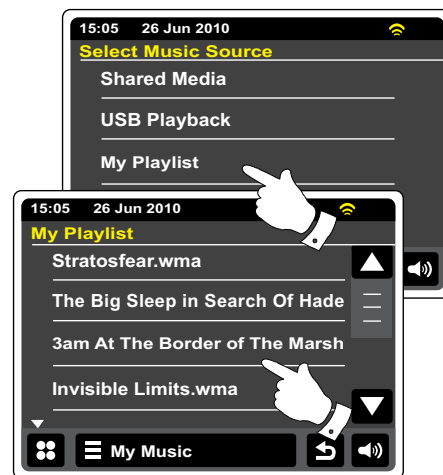 15:05 26 Jun 2010
Select Music Source
Shared Media
USB Playback
My Playlist
15:05 26 Jun 2010
My Playlist
Stratosfear.wma
The Big Sleep in Search Of Hade
3am At The Border of The Marsh
Invisible Limits.wma
My Music